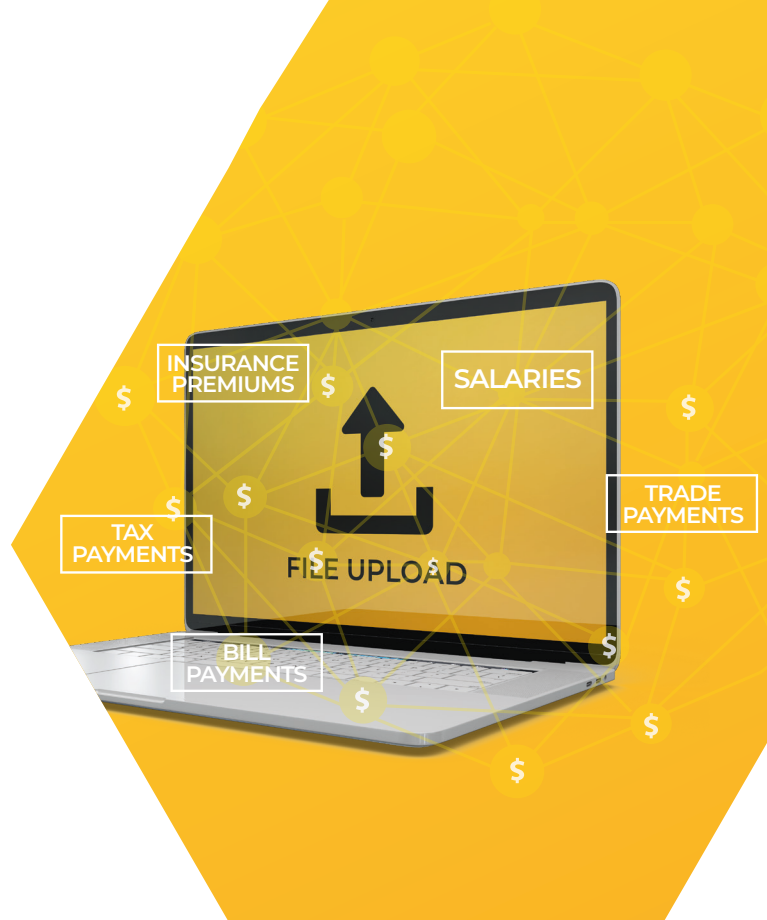 INSURANCE
PREMIUMS
$
SALARIES
$
$
$
$
$
TRADE
PAYMENTS
TAX
PAYMENTS
$
$
FILE UPLOAD
$
$
BILL
PAYMENTS
$
$
$